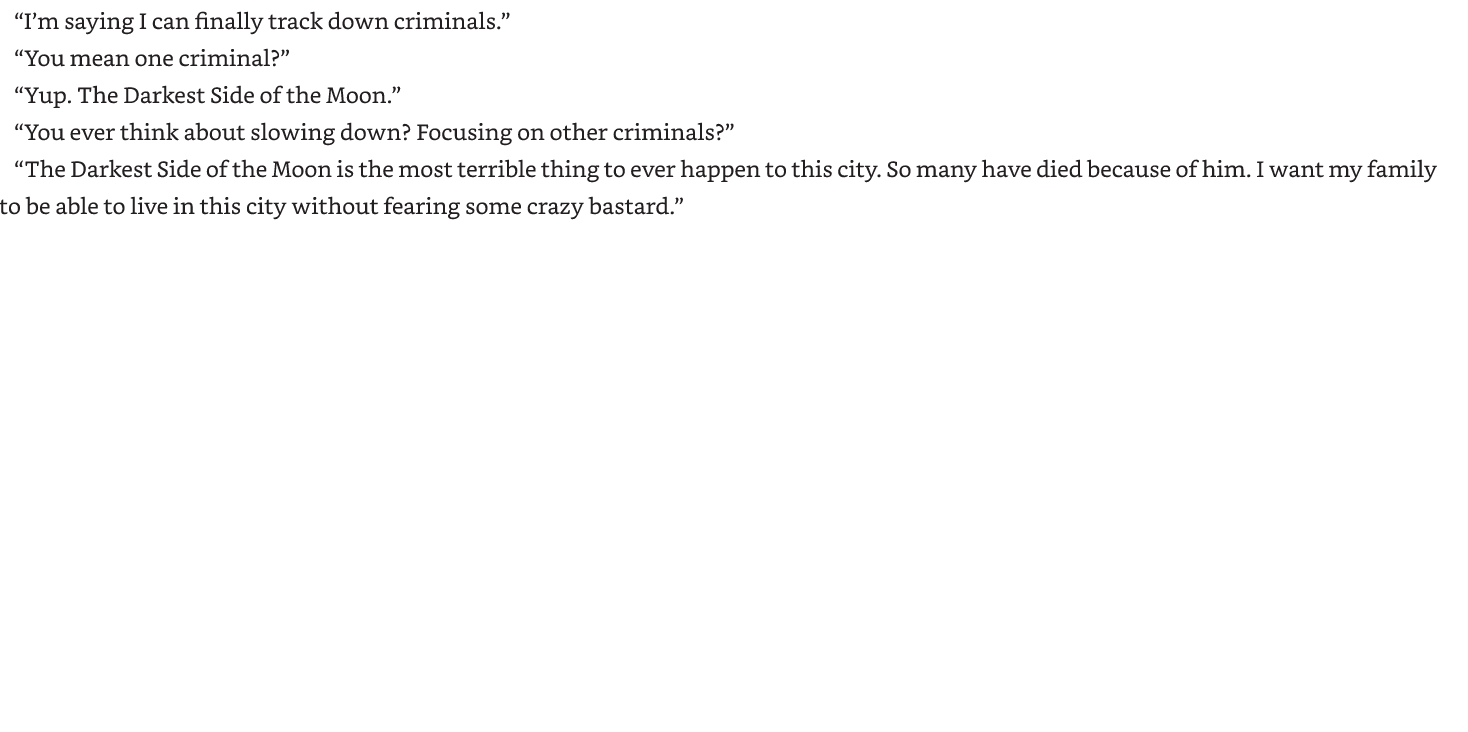 “I’m saying I can finally track down criminals.”
“You mean one criminal?”
“Yup. The Darkest Side of the Moon.”
“You ever think about slowing down? Focusing on other criminals?”
“The Darkest Side of the Moon is the most terrible thing to ever happen to this city. So many have died because of him. I want my family
to be able to live in this city without fearing some crazy bastard.”